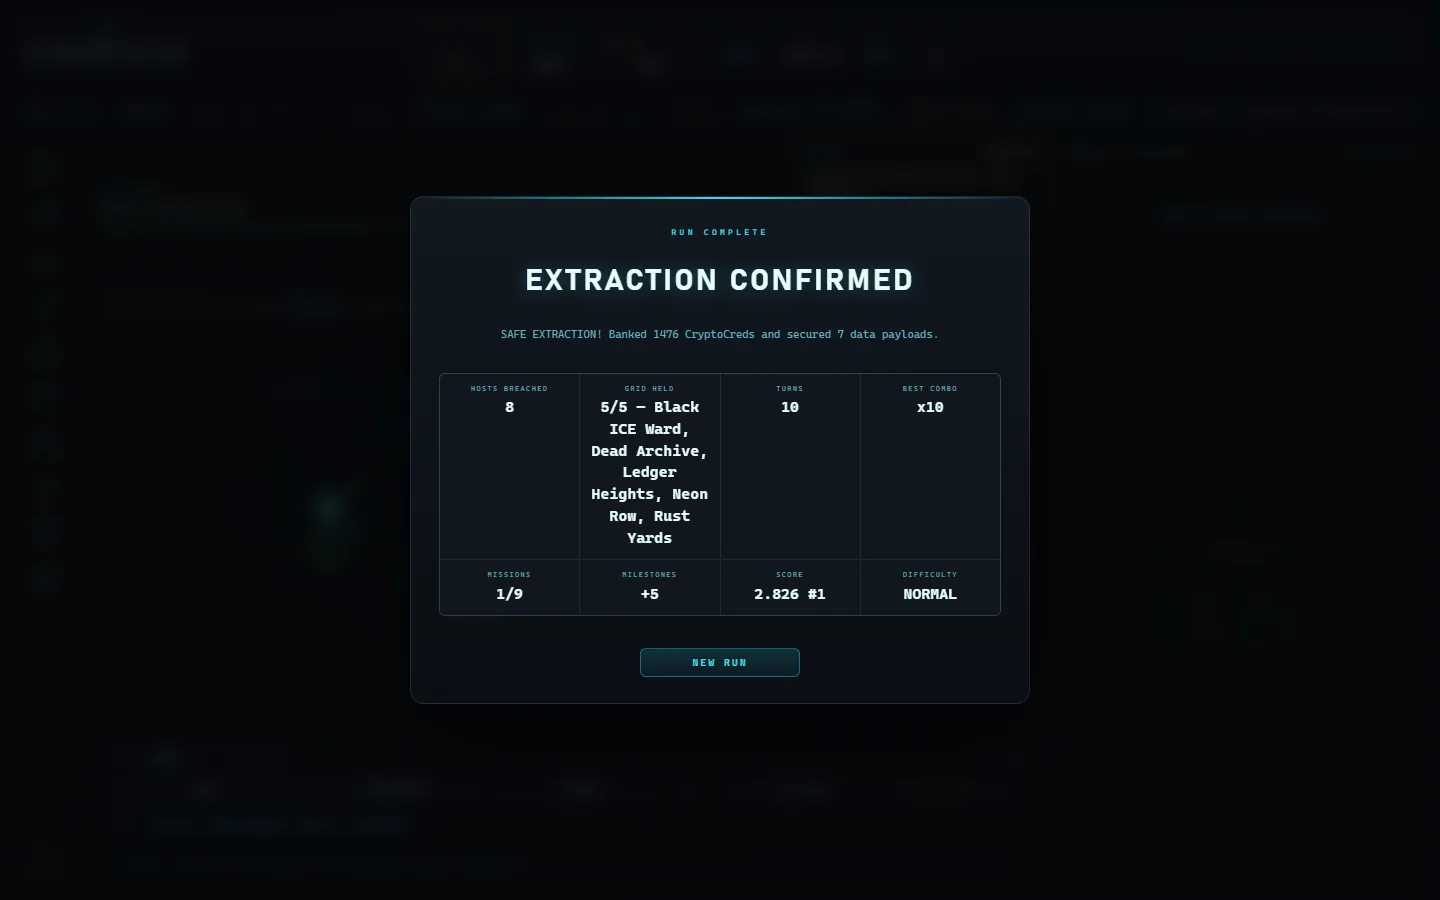 RUN COMPLETE
EXTRACTION CONFIRMED
SAFE EXTRACTION! Banked 1476 CryptoCreds and secured 7 data payloads.
HOSTS BREACHED
8
GRID HELD
5/5 — Black
ICE Ward,
Dead Archive,
Ledger
Heights, Neon
Row, Rust
Yards
TURNS
10
BEST COMBO
x10
MISSIONS
1/9
MILESTONES
+5
SCORE
2.826 #1
DIFFICULTY
NORMAL
NEW RUN